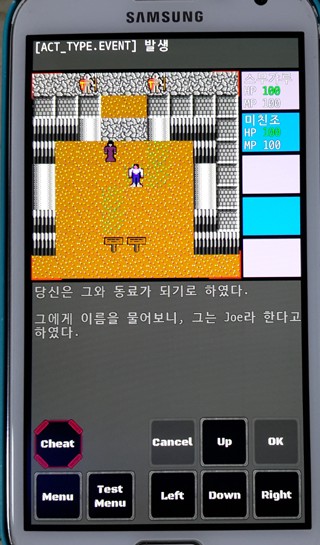 SAMSUNG
[ACT_TYPE.EVENT] 발생
HP 100
MP 100
미친조
HP 100
MP 100
당신은 그와 동료가 되기로 하였다.
그에게 이름을 물어보니, 그는 Joe라 한다고
하였다.
Cheat
Cancel
Up
OK
Menu
Test
Menu
Left
Down
Right